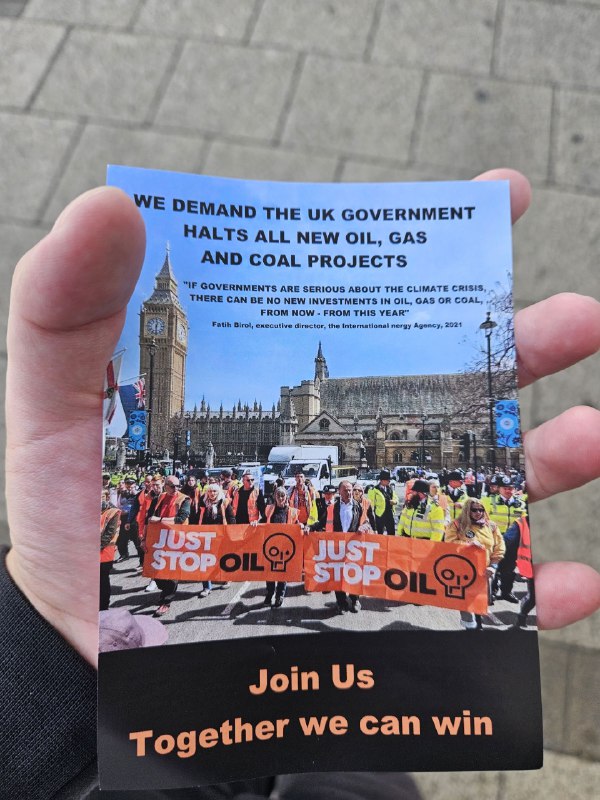 WE DEMAND THE UK GOVERNMENT
HALTS ALL NEW OIL, GAS
AND COAL PROJECTS
"IF GOVERNMENTS ARE SERIOUS ABOUT THE CLIMATE CRISIS,
THERE CAN BE NO NEW INVESTMENTS IN OIL, GAS OR COAL,
FROM NOW - FROM THIS YEAR"
Fatih Birol, executive director, the International nergy Agency, 2021
JUST
STOP OIL
JUST
STOP OIL
Join Us
Together we can win